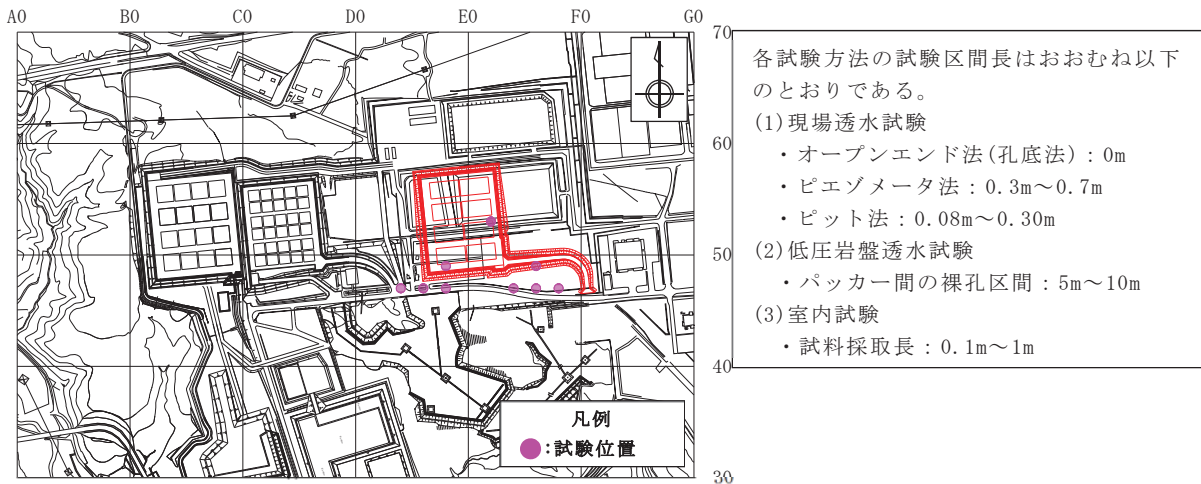 A0 B0 C0 D0 E0 F0 G0
70
60
50
40
30
凡例
:試験位置
各試験方法の試験区間長はおおむね以下
のとおりである。
(1)現場透水試験
・オープンエンド法(孔底法)：0m
・ピエゾメータ法：0.3m～0.7m
・ピット法：0.08m～0.30m
(2)低圧岩盤透水試験
・パッカー間の裸孔区間：5m～10m
(3)室内試験
・試料採取長：0.1m～1m